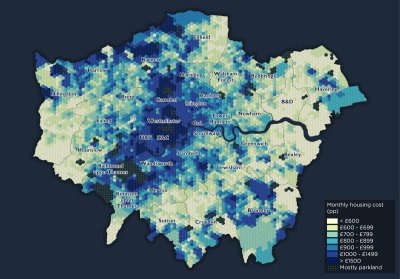 Enfield
Barnet
Harrow
Haringey
Waltham
Forest
Redbridge
Havering
Hillingdon
Brent
Camden
Hackney
Islington
B&D
Ealing
Westminster
CoL
Tower
Hamlets
Newham
H&F
K&C
Southwark
Greenwich
Hounslow
Bexley
Wandsworth
Lambeth
Richmond
upon Thames
Lewisham
Merton
Kingston
upon
Thames
Bromley
Sutton
Croydon
Monthly housing cost
(pp)
< £600
£600 - £699
£700 - £799
£800 - £899
£900 - £999
£1000 - £1499
> £1500
Mostly parkland